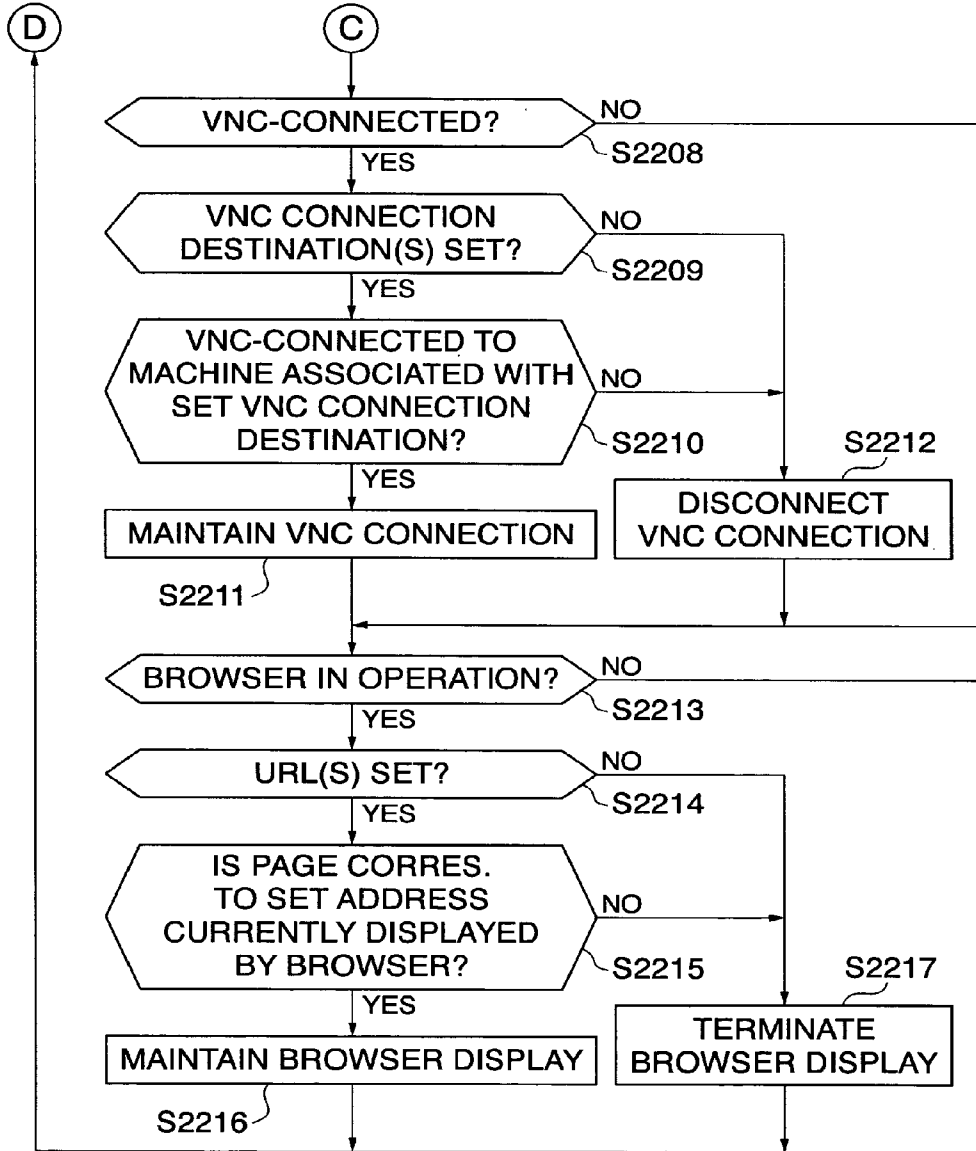 D
C
VNC-CONNECTED?
NO
S2208
YES
VNC CONNECTION
DESTINATION(S) SET?
NO
S2209
YES
VNC-CONNECTED TO
MACHINE ASSOCIATED WITH
SET VNC CONNECTION
DESTINATION?
NO
S2210
YES
S2212
DISCONNECT
VNC CONNECTION
MAINTAIN VNC CONNECTION
S2211
BROWSER IN OPERATION?
NO
S2213
YES
URL(S) SET?
NO
S2214
YES
IS PAGE CORRES.
TO SET ADDRESS
CURRENTLY DISPLAYED
BY BROWSER?
NO
S2215
YES
S2217
TERMINATE
BROWSER DISPLAY
MAINTAIN BROWSER DISPLAY
S2216